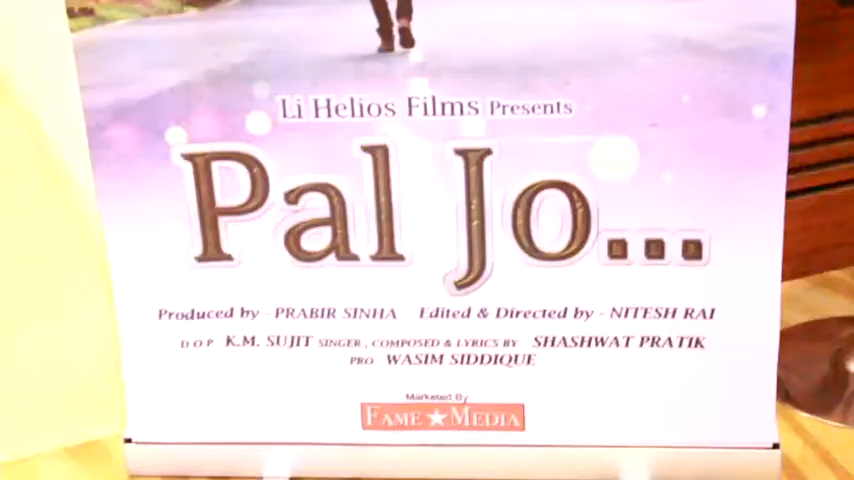 Li Helios Films Presents
Pal Jo...
Produced by - PRABIR SINHA Edited & Directed by - NITESH RAI
D O P K.M. SUJIT SINGER, COMPOSED & LYRICS BY SHASHWAT PRATIK
PRO WASIM SIDDIQUE
Marketed By
FAME★MEDIA